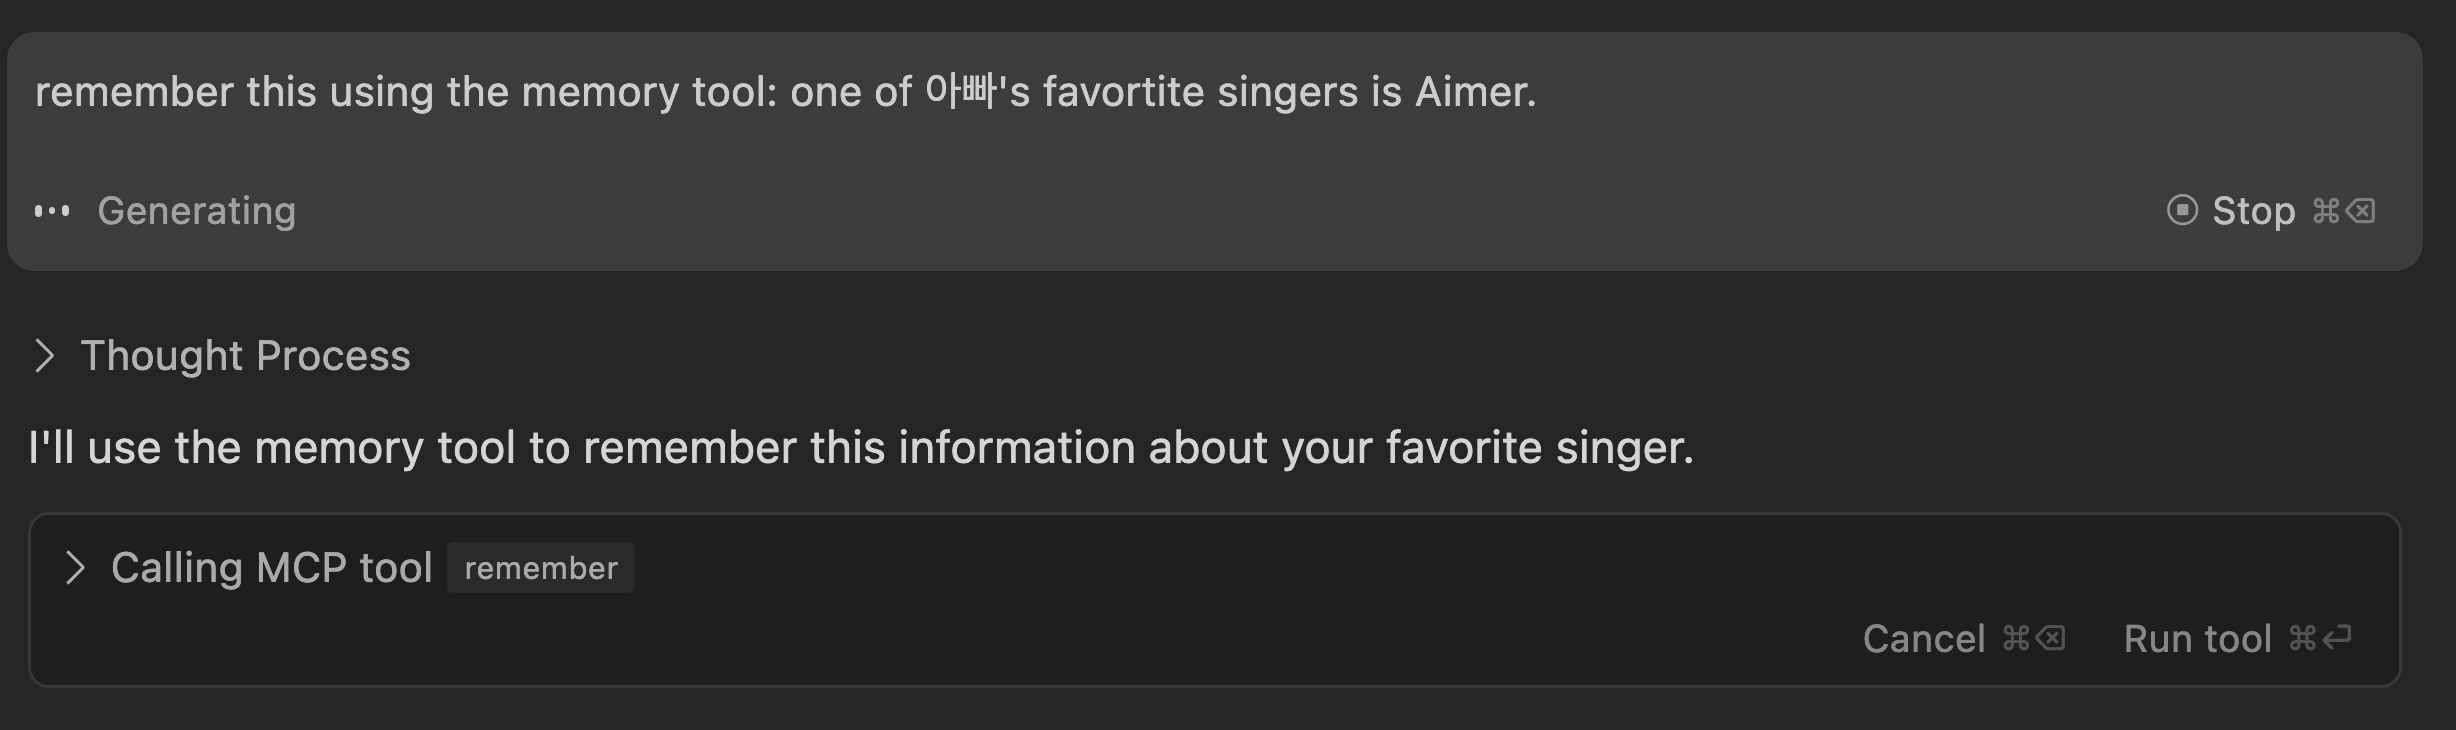 remember this using the memory tool: one of 아빠's favortite singers is Aimer.
Generating
Stop ⌘⌫
Thought Process
I'll use the memory tool to remember this information about your favorite singer.
Calling MCP tool remember
Cancel ⌘⌫ Run tool ⌘↩